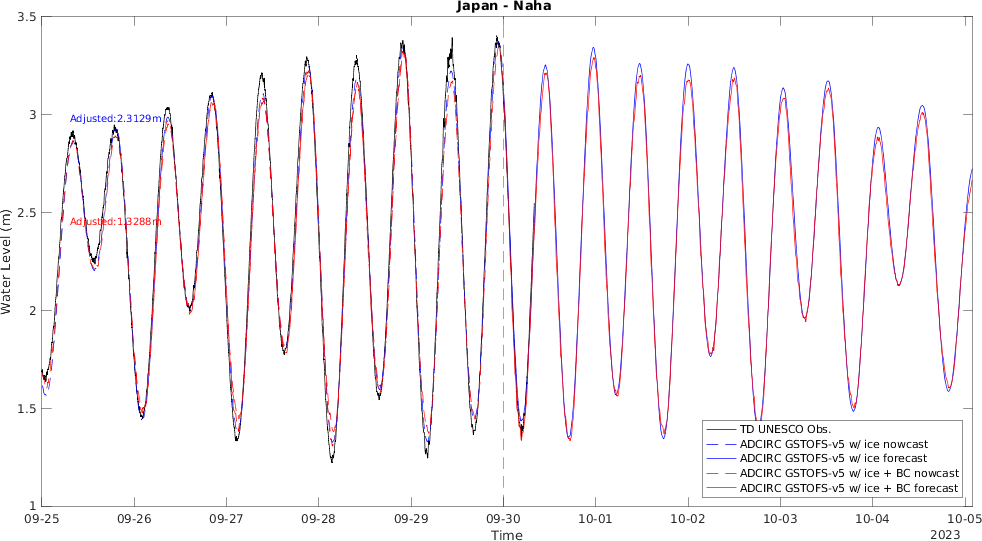 Japan - Naha
Water Level (m)
3.5
3
2.5
2
1.5
1
Adjusted:2.3129m
Adjusted:1.3288m
TD UNESCO Obs.
ADCIRC GSTOFS-v5 w/ ice nowcast
ADCIRC GSTOFS-v5 w/ ice forecast
ADCIRC GSTOFS-v5 w/ ice + BC nowcast
ADCIRC GSTOFS-v5 w/ ice + BC forecast
09-25 09-26 09-27 09-28 09-29 09-30 10-01 10-02 10-03 10-04 10-05
Time
2023